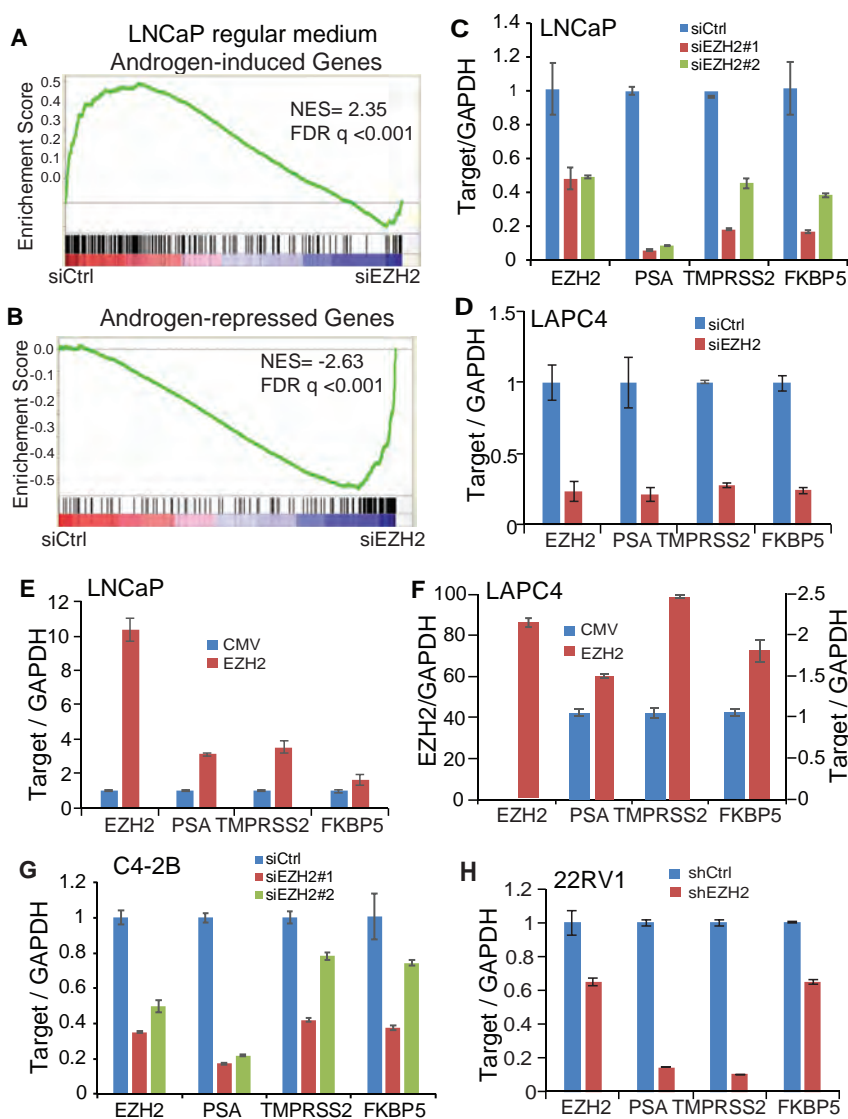 A
LNCaP regular medium
Androgen-induced Genes
Enrichement Score
0.5
0.4
0.3
0.2
0.1
0.0
NES= 2.35
FDR q <0.001
siCtrl
siEZH2
B
Androgen-repressed Genes
Enrichement Score
0.0
-0.1
-0.2
-0.3
-0.4
-0.5
NES= -2.63
FDR q <0.001
siCtrl
siEZH2
C
LNCaP
siCtrl
siEZH2#1
siEZH2#2
Target/GAPDH
1.4
1.2
1
0.8
0.6
0.4
0.2
0
EZH2 PSA TMPRSS2 FKBP5
D
LAPC4
siCtrl
siEZH2
Target / GAPDH
1.5
1
0.5
0
EZH2 PSA TMPRSS2 FKBP5
E
LNCaP
CMV
EZH2
Target / GAPDH
12
10
8
6
4
2
0
EZH2 PSA TMPRSS2 FKBP5
F
LAPC4
CMV
EZH2
EZH2/GAPDH
100
80
60
40
20
0
2.5
2
1.5
1
0.5
0
Target / GAPDH
EZH2 PSA TMPRSS2 FKBP5
G
C4-2B
siCtrl
siEZH2#1
siEZH2#2
Target / GAPDH
1.2
1
0.8
0.6
0.4
0.2
0
EZH2 PSA TMPRSS2 FKBP5
H
22RV1
shCtrl
shEZH2
Target / GAPDH
1.2
1
0.8
0.6
0.4
0.2
0
EZH2 PSA TMPRSS2 FKBP5